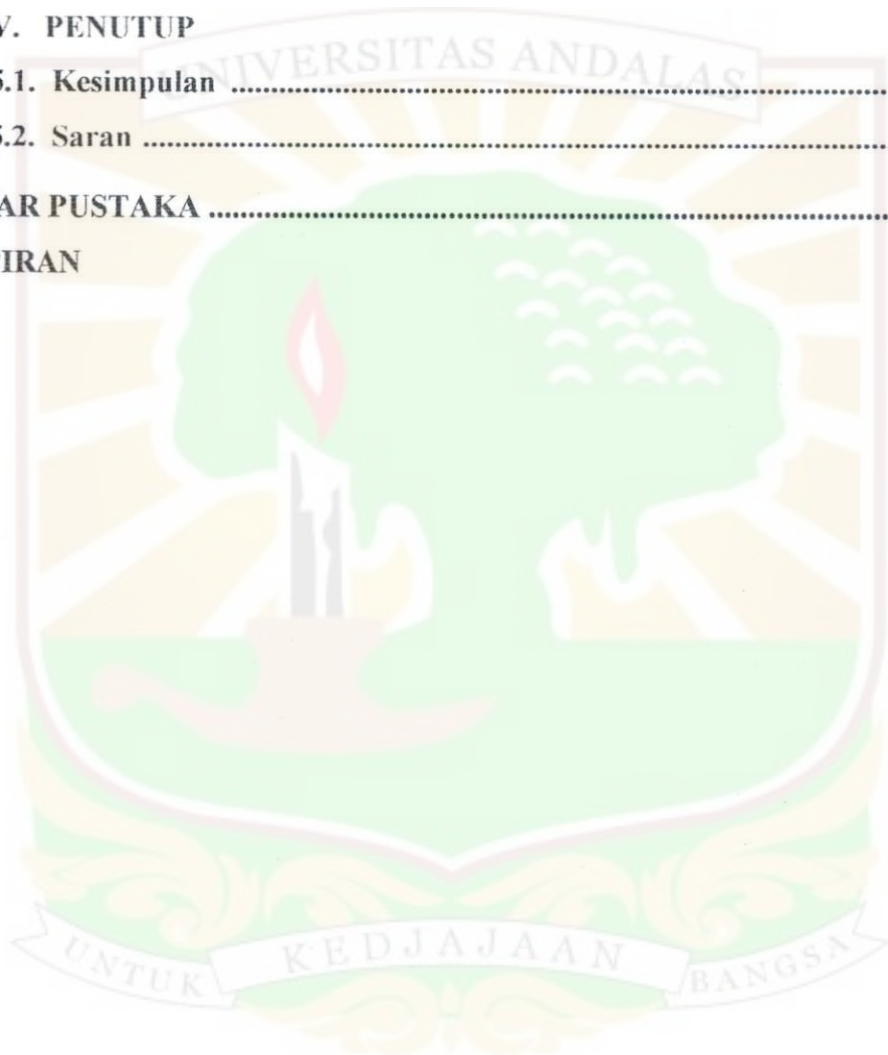 V. PENUTUP
UNIVERSITAS ANDALAS
5.1. Kesimpulan ........................................................................
5.2. Saran ........................................................................
AR PUSTAKA ........................................................................
IRAN
UNTUK KEDJAJAAN BANGSA